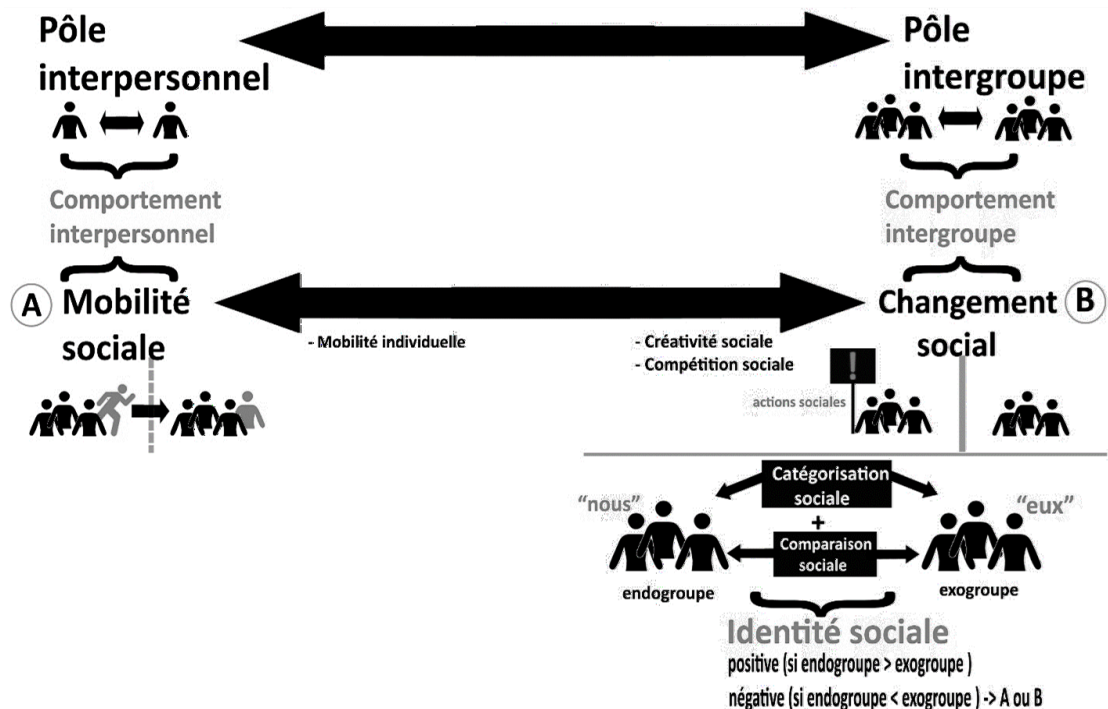 Pôle
interpersonnel
Pôle
intergroupe
Comportement
interpersonnel
Comportement
intergroupe
A
Mobilité
sociale
Changement
social
B
- Mobilité individuelle
- Créativité sociale
- Compétition sociale
!
actions sociales
Catégorisation
sociale
"nous"
"eux"
+
Comparaison
sociale
endogroupe
exogroupe
Identité sociale
positive (si endogroupe > exogroupe )
négative (si endogroupe < exogroupe ) -> A ou B